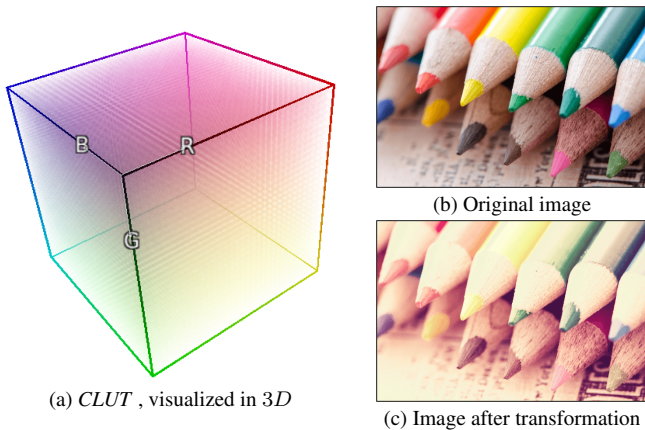 B
R
G
(a) CLUT , visualized in 3D
(b) Original image
(c) Image after transformation